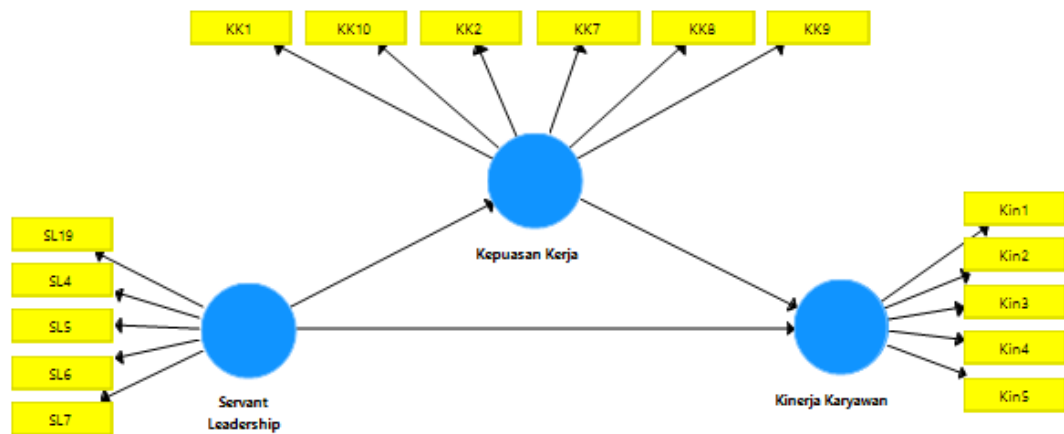 KK1
KK10
KK2
KK7
KK8
KK9
Kepuasan Kerja
SL19
SL4
SL5
SL6
SL7
Servant
Leadership
Kin1
Kin2
Kin3
Kin4
Kin5
Kinerja Karyawan